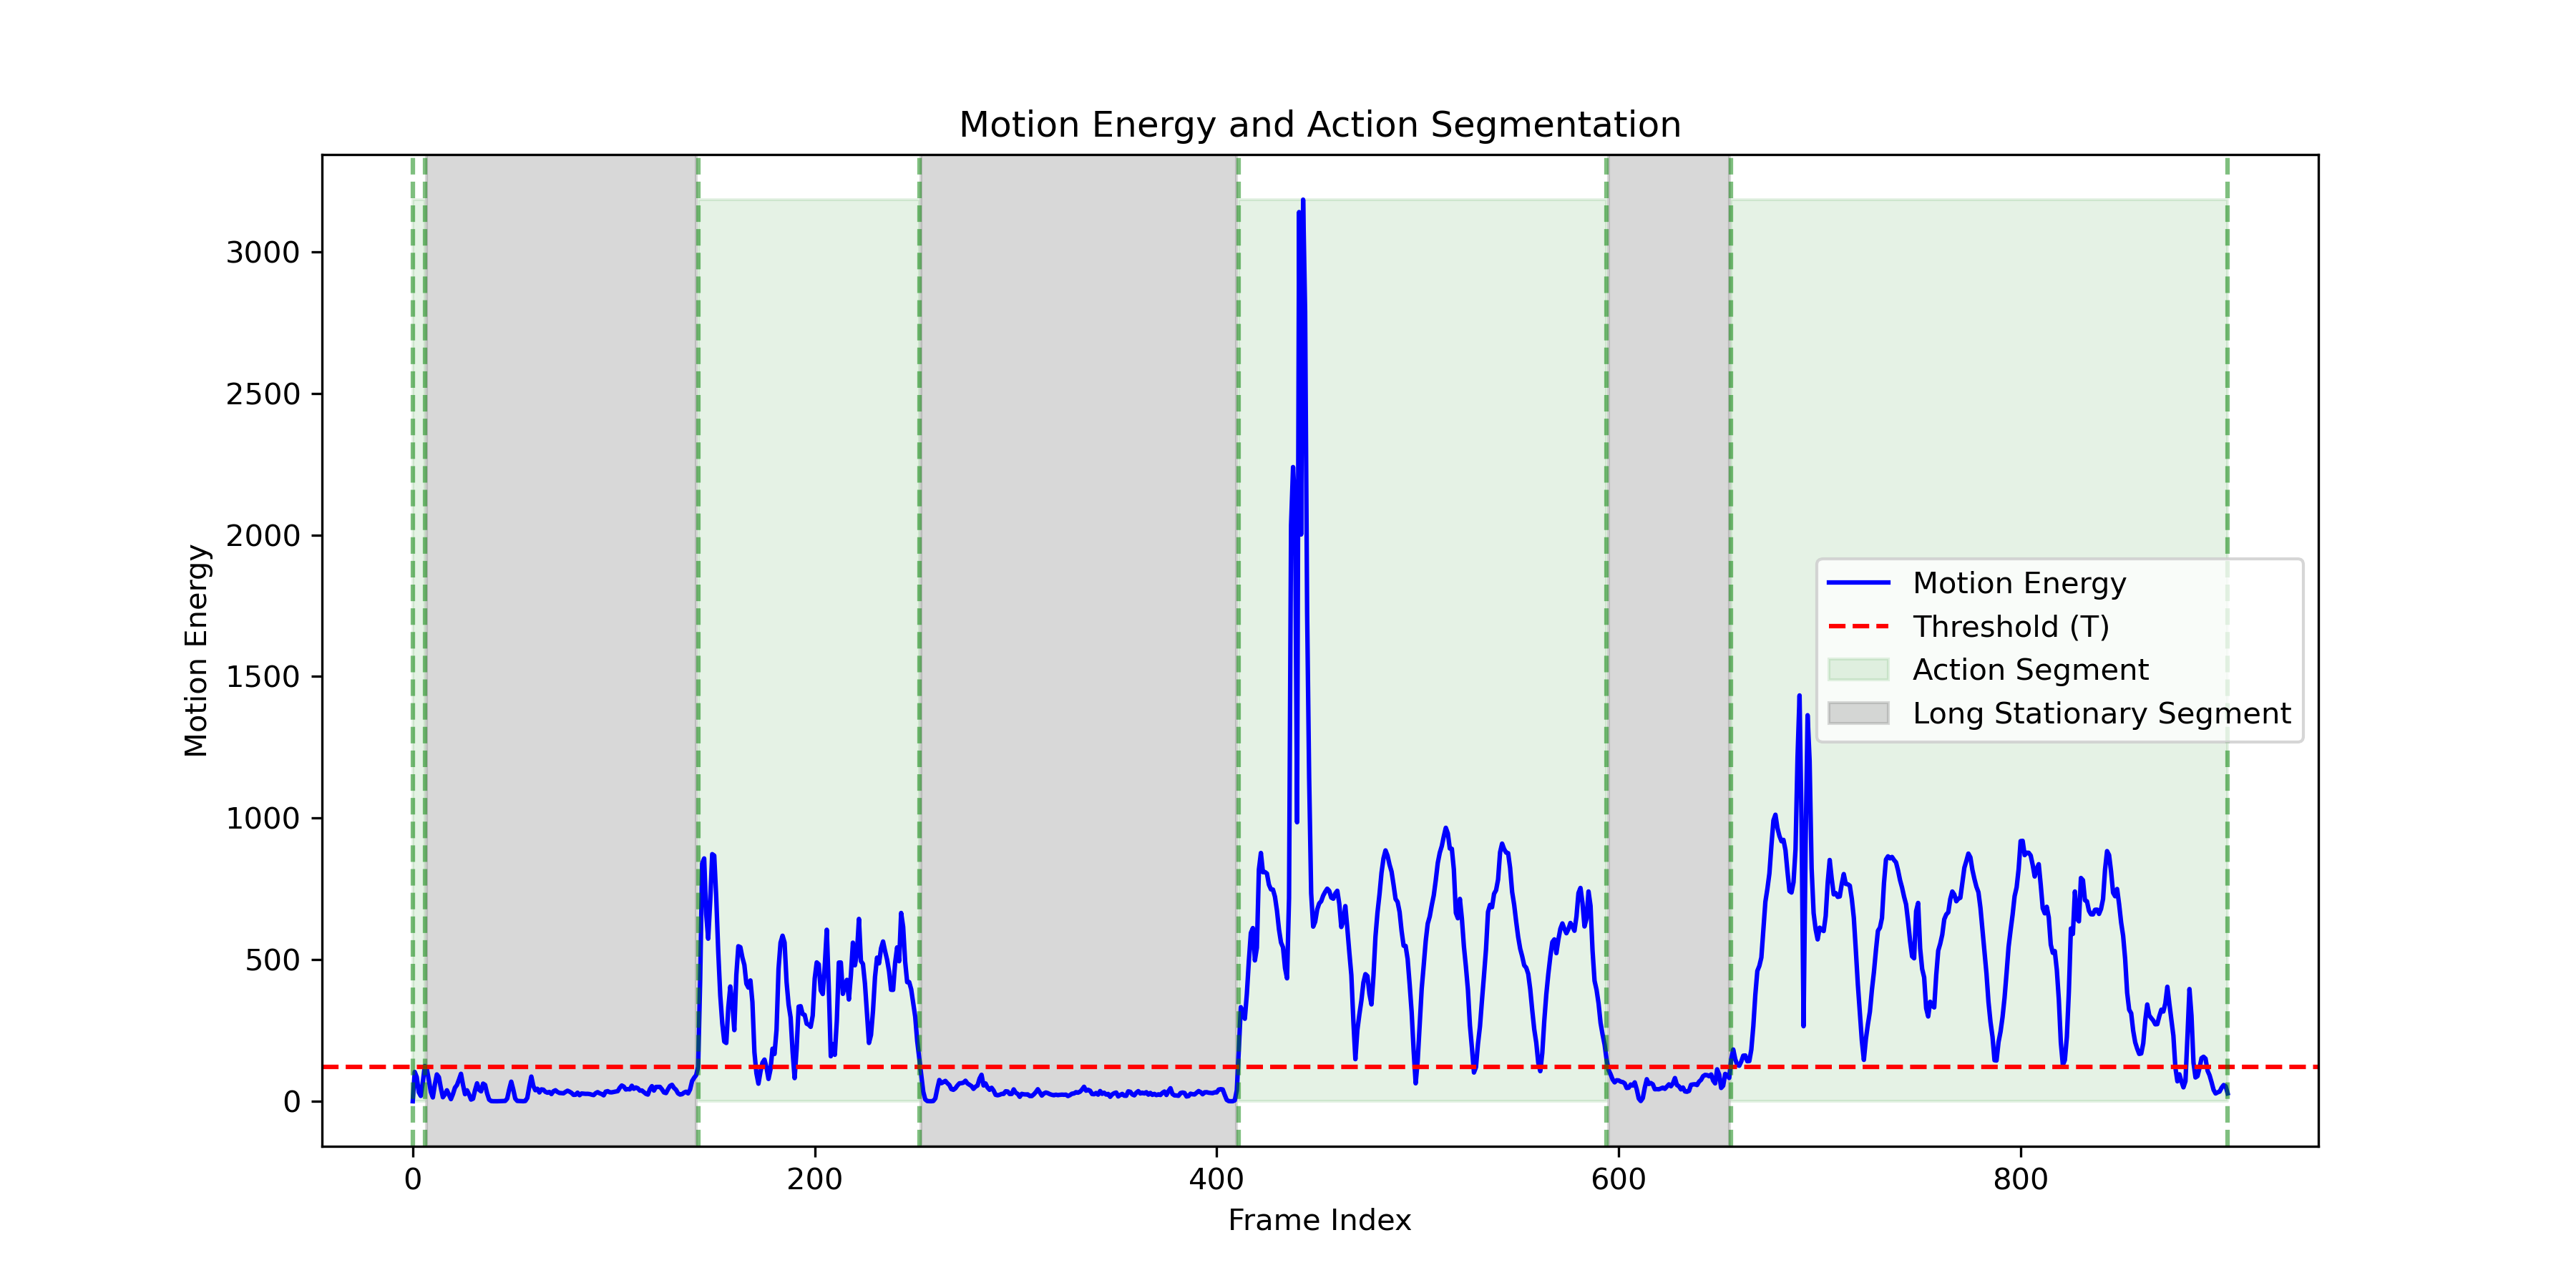 Motion Energy and Action Segmentation
3000
2500
2000
1500
1000
500
0
Motion Energy
Motion Energy
Threshold (T)
Action Segment
Long Stationary Segment
0 200 400 600 800
Frame Index